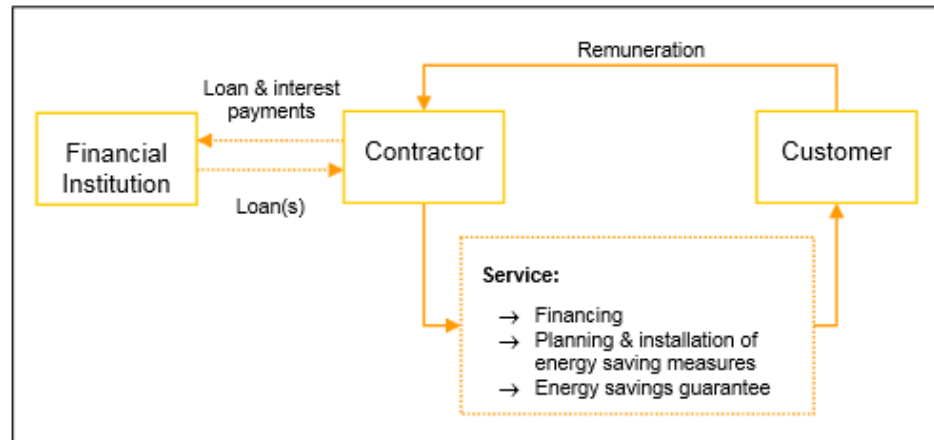 Remuneration
Loan & interest
payments
Financial
Institution
Contractor
Customer
Loan(s)
Service:
→ Financing
→ Planning & installation of
energy saving measures
→ Energy savings guarantee